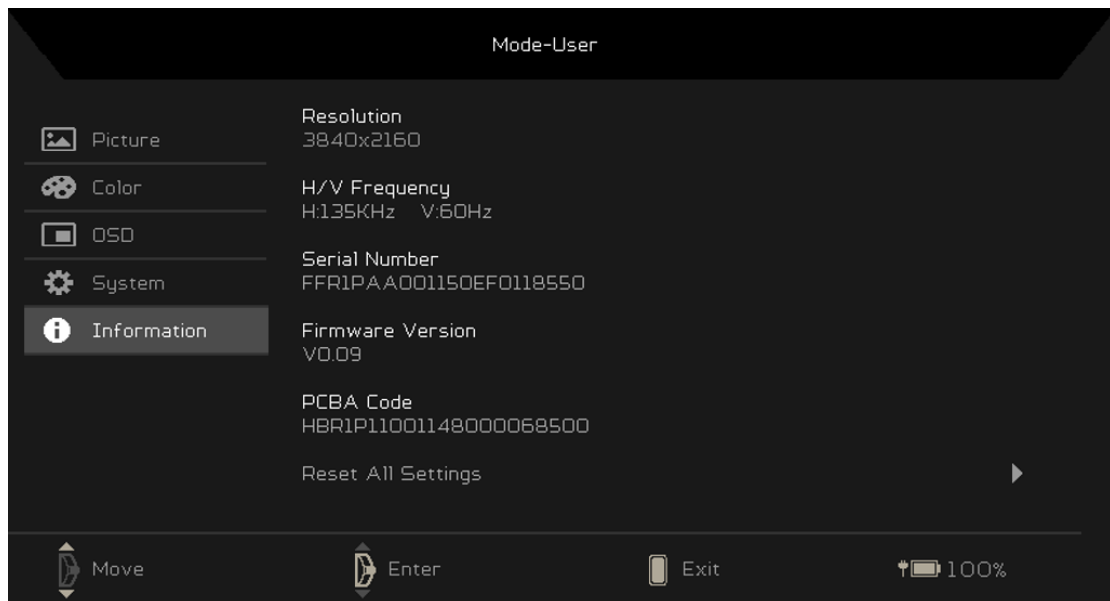 Mode-User
Picture
Color
OSD
System
Information
Resolution
3840x2160
H/V Frequency
H:135KHz V:60Hz
Serial Number
FFR1PAA001150EF0118550
Firmware Version
V0.09
PCBA Code
HBR1P11001148000068500
Reset All Settings
Move
Enter
Exit
100%